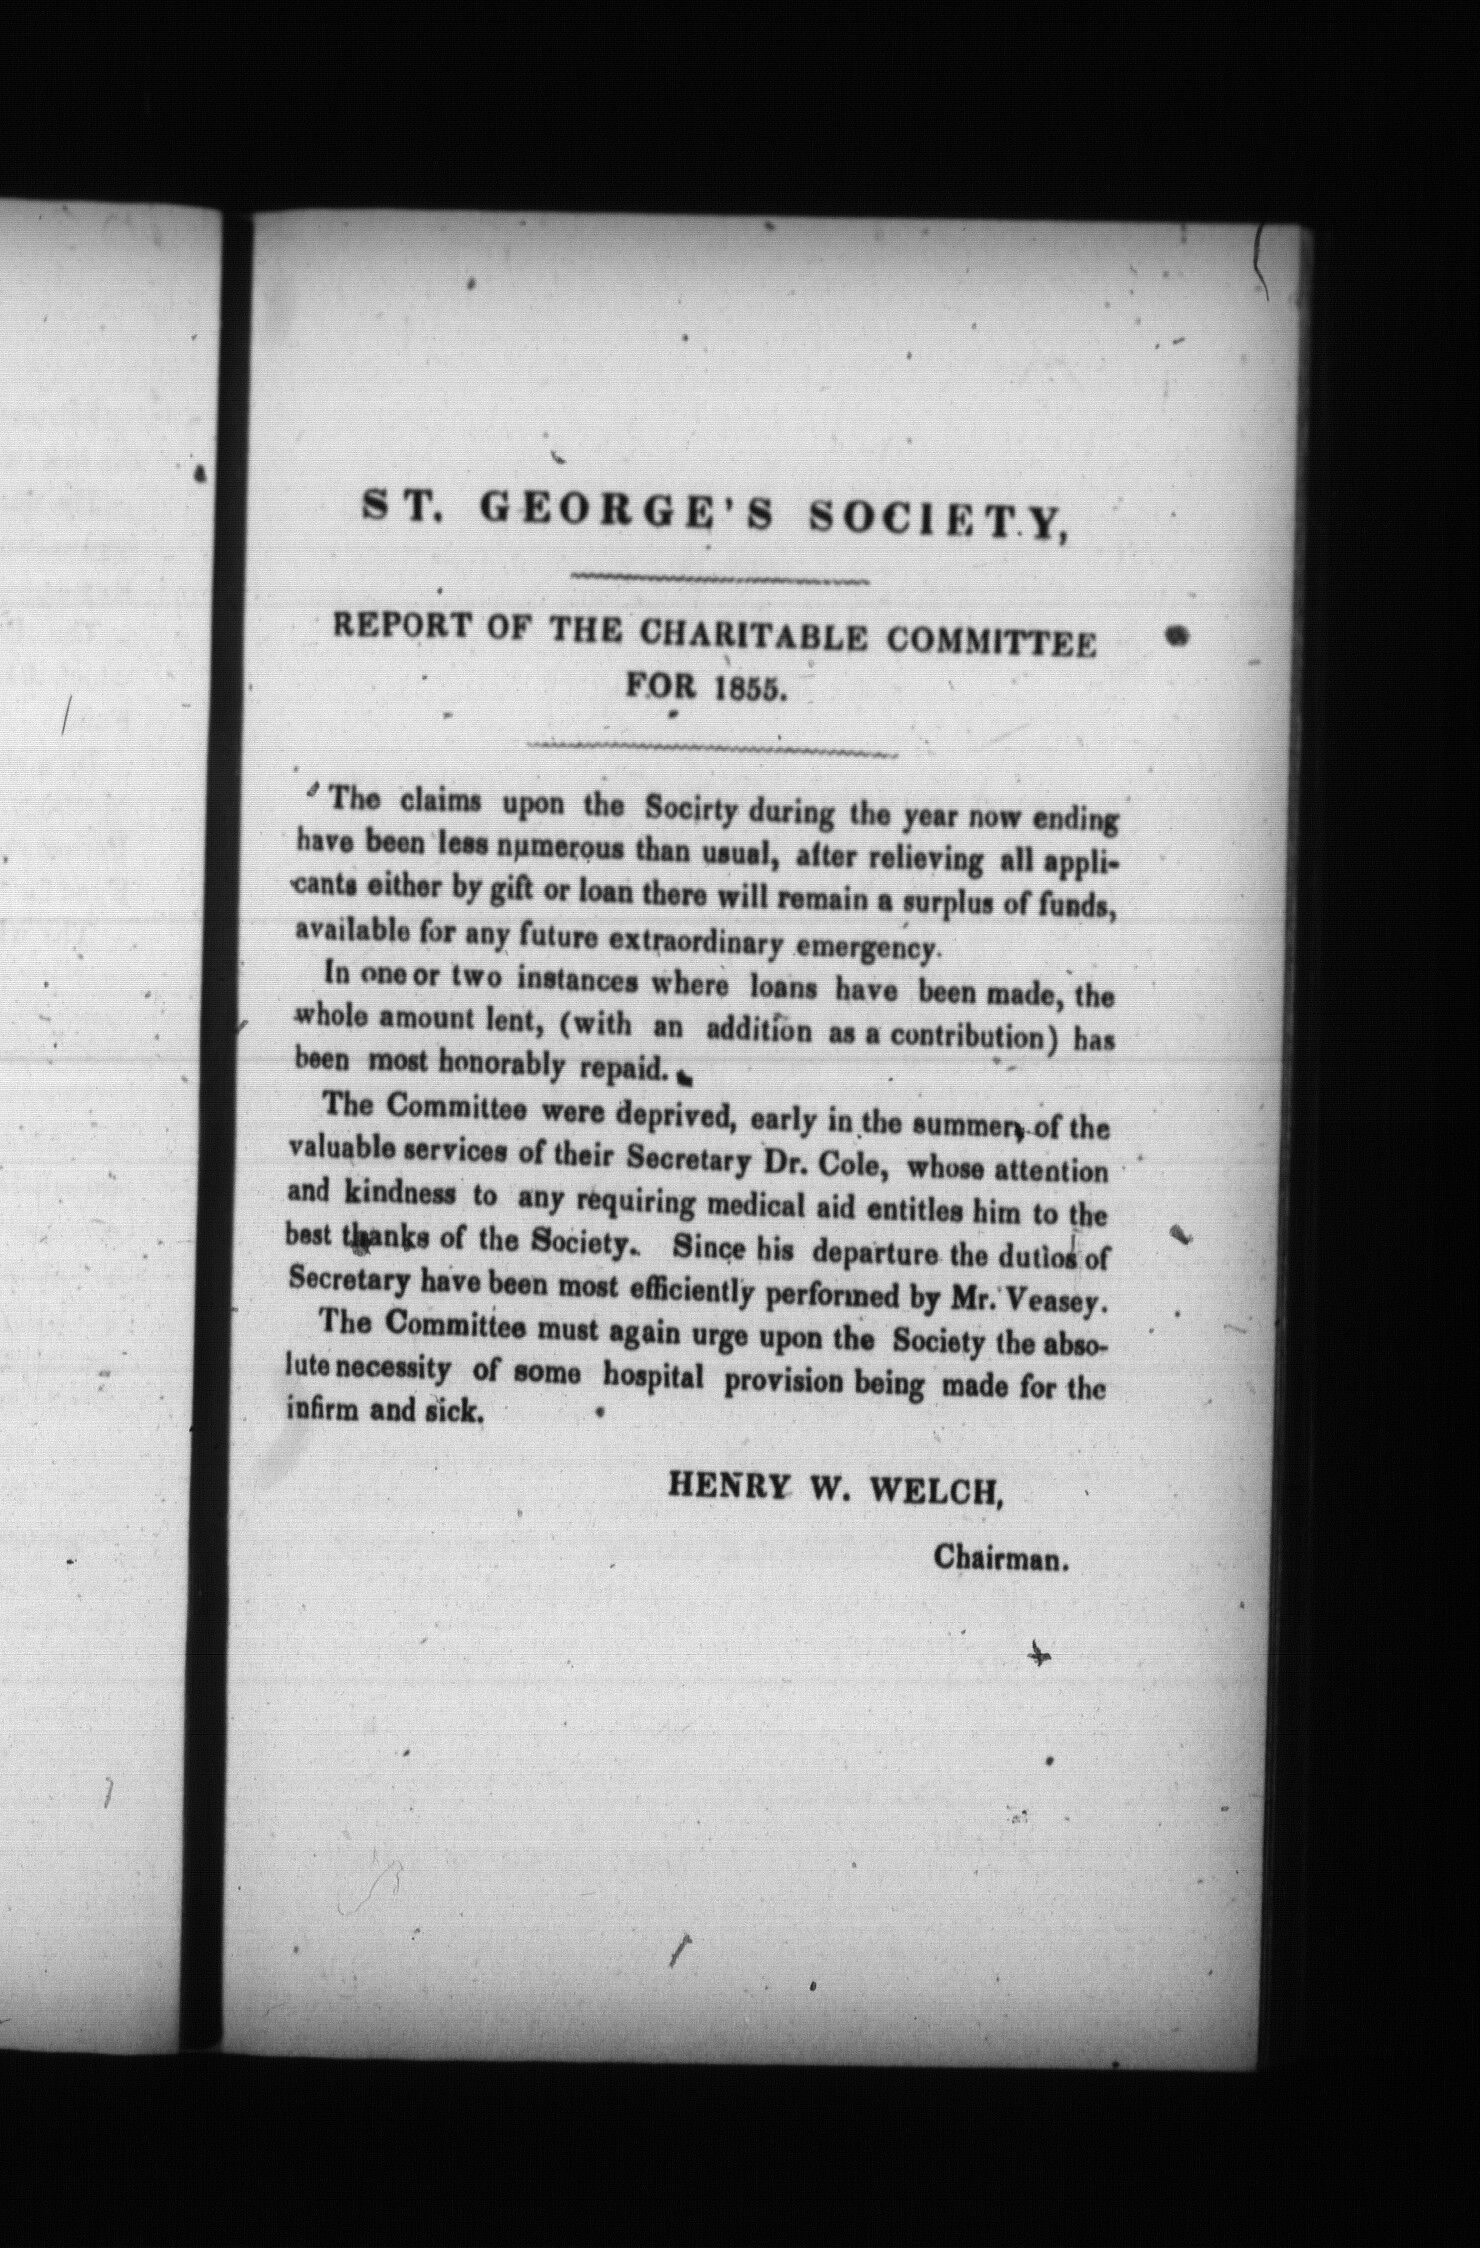 ST. GEORGE'S SOCIETY,
REPORT OF THE CHARITABLE COMMITTEE
FOR 1855.
The claims upon the Socirty during the year now ending
have been less numerous than usual, after relieving all appli-
cants either by gift or loan there will remain a surplus of funds,
available for any future extraordinary emergency.
In one or two instances where loans have been made, the
whole amount lent, (with an addition as a contribution) has
been most honorably repaid.
The Committee were deprived, early in the summer, of the
valuable services of their Secretary Dr. Cole, whose attention
and kindness to any requiring medical aid entitles him to the
best thanks of the Society. Since his departure the duties of
Secretary have been most efficiently performed by Mr. Veasey.
The Committee must again urge upon the Society the abso-
lute necessity of some hospital provision being made for the
infirm and sick.
HENRY W. WELCH,
Chairman.